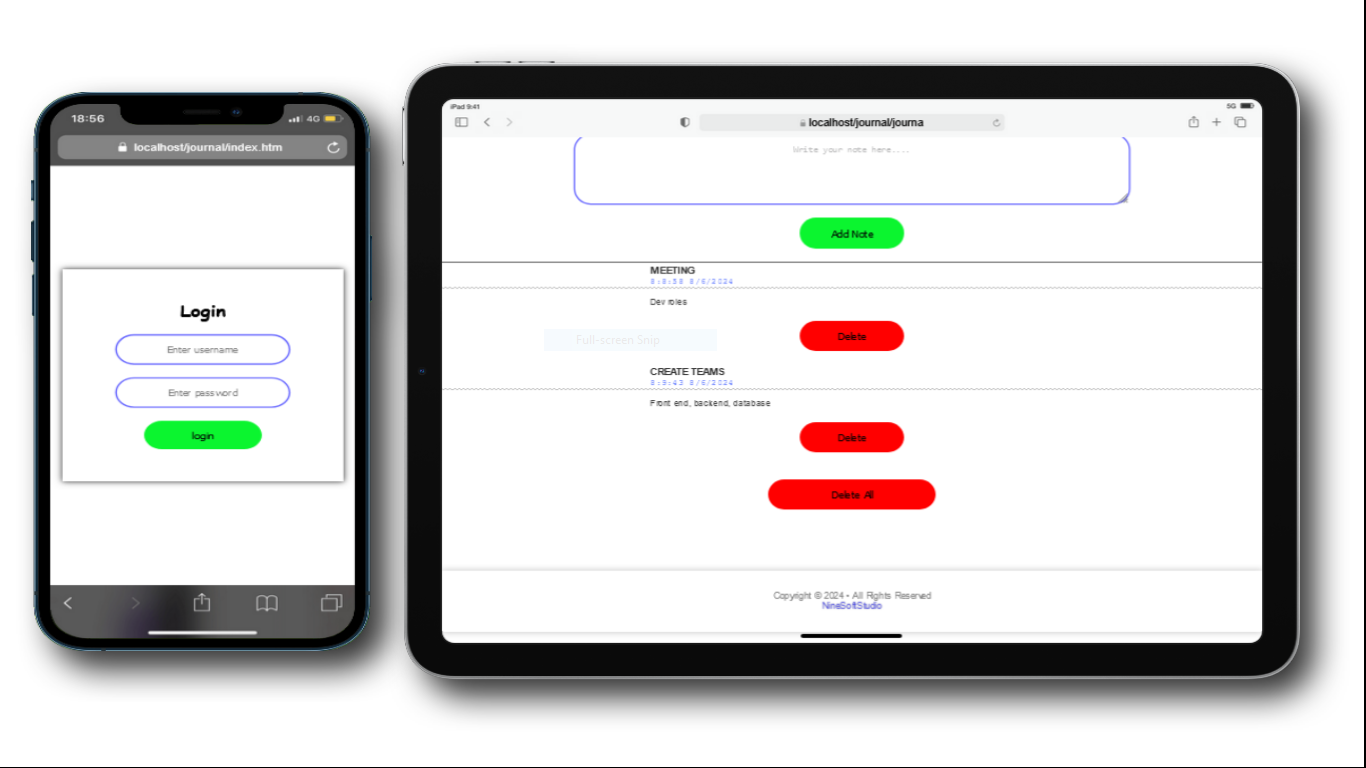 18:56
4G
localhost/journal/index.htm
Login
Enter username
Enter password
login
iPad 9:41
5G
localhost/journal/journa
Write your note here....
Add Note
MEETING
8:8:58 8/6/2024
Dev roles
Full-screen Snip
Delete
CREATE TEAMS
8:9:43 8/6/2024
Front end, backend, database
Delete
Delete All
Copyright © 2024 • All Rights Reserved
NineSoftStudio